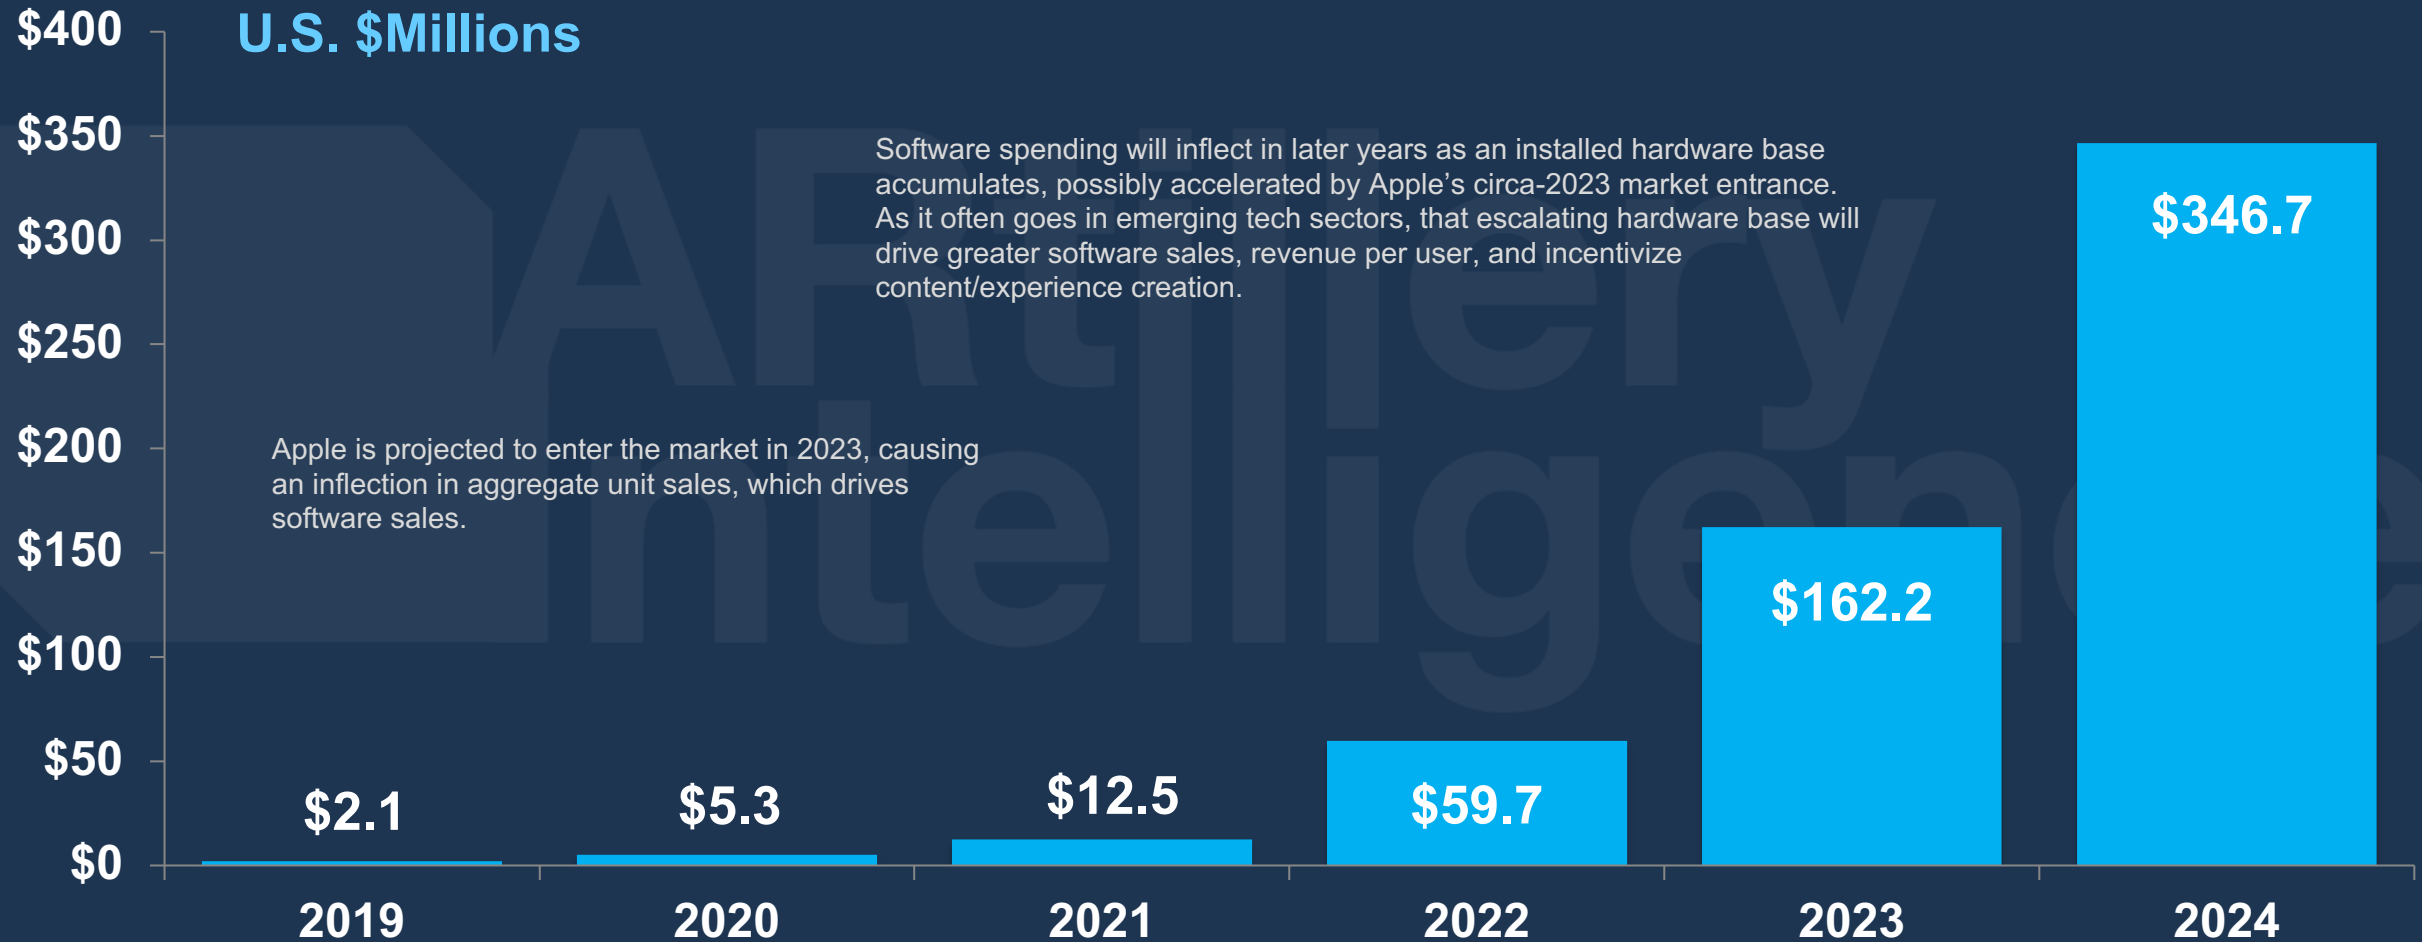 U.S. $Millions
$400
$350
$300
$250
$200
$150
$100
$50
$0
Software spending will inflect in later years as an installed hardware base
accumulates, possibly accelerated by Apple’s circa-2023 market entrance.
As it often goes in emerging tech sectors, that escalating hardware base will
drive greater software sales, revenue per user, and incentivize
content/experience creation.
Apple is projected to enter the market in 2023, causing
an inflection in aggregate unit sales, which drives
software sales.
$2.1
$5.3
$12.5
$59.7
$162.2
$346.7
2019
2020
2021
2022
2023
2024
ARtillery
Intelligence